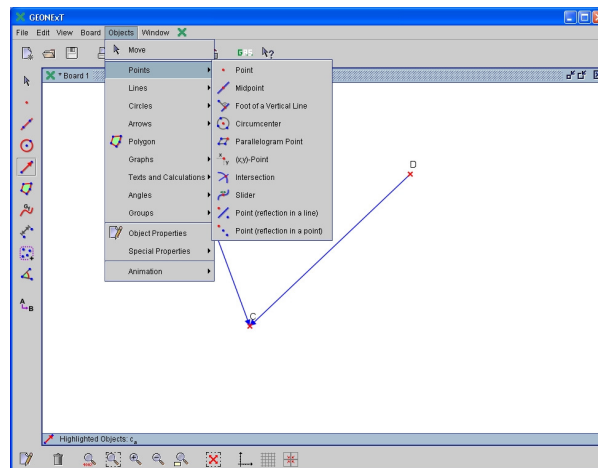 GEONExT
File Edit View Board Objects Window
Board 1
Move
Points
Lines
Circles
Arrows
Polygon
Graphs
Texts and Calculations
Angles
Groups
Object Properties
Special Properties
Animation
Point
Midpoint
Foot of a Vertical Line
Circumcenter
Parallelogram Point
(x,y)-Point
Intersection
Slider
Point (reflection in a line)
Point (reflection in a point)
D
C
A
B
Highlighted Objects: c